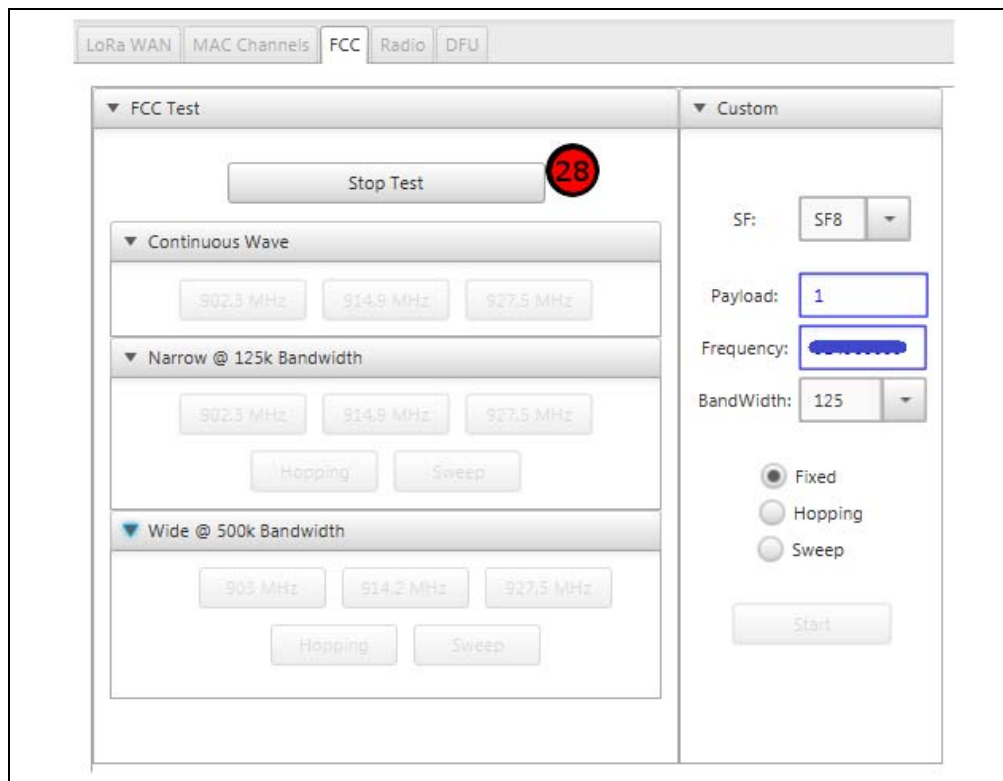 LoRa WAN MAC Channels FCC Radio DFU
FCC Test
Stop Test
28
Continuous Wave
902.3 MHz 914.9 MHz 927.5 MHz
Narrow @ 125k Bandwidth
902.3 MHz 914.9 MHz 927.5 MHz
Hopping Sweep
Wide @ 500k Bandwidth
903 MHz 914.2 MHz 927.5 MHz
Hopping Sweep
Custom
SF: SF8
Payload: 1
Frequency:
BandWidth: 125
Fixed
Hopping
Sweep
Start